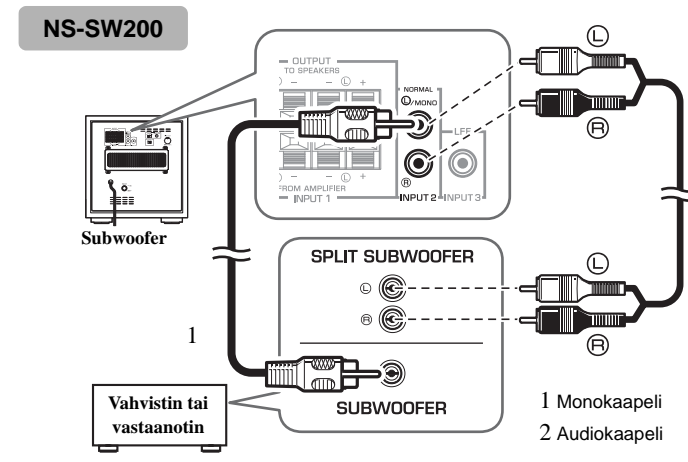 NS-SW200
OUTPUT
TO SPEAKERS
– – Ⓛ +
NORMAL
Ⓛ/MONO
LFE
Ⓡ
– – Ⓛ +
FROM AMPLIFIER
INPUT 1
INPUT 2
INPUT 3
Ⓛ
Ⓡ
Subwoofer
SPLIT SUBWOOFER
Ⓛ
Ⓡ
Ⓛ
Ⓡ
1
SUBWOOFER
Vahvistin tai
vastaanotin
1 Monokaapeli
2 Audiokaapeli